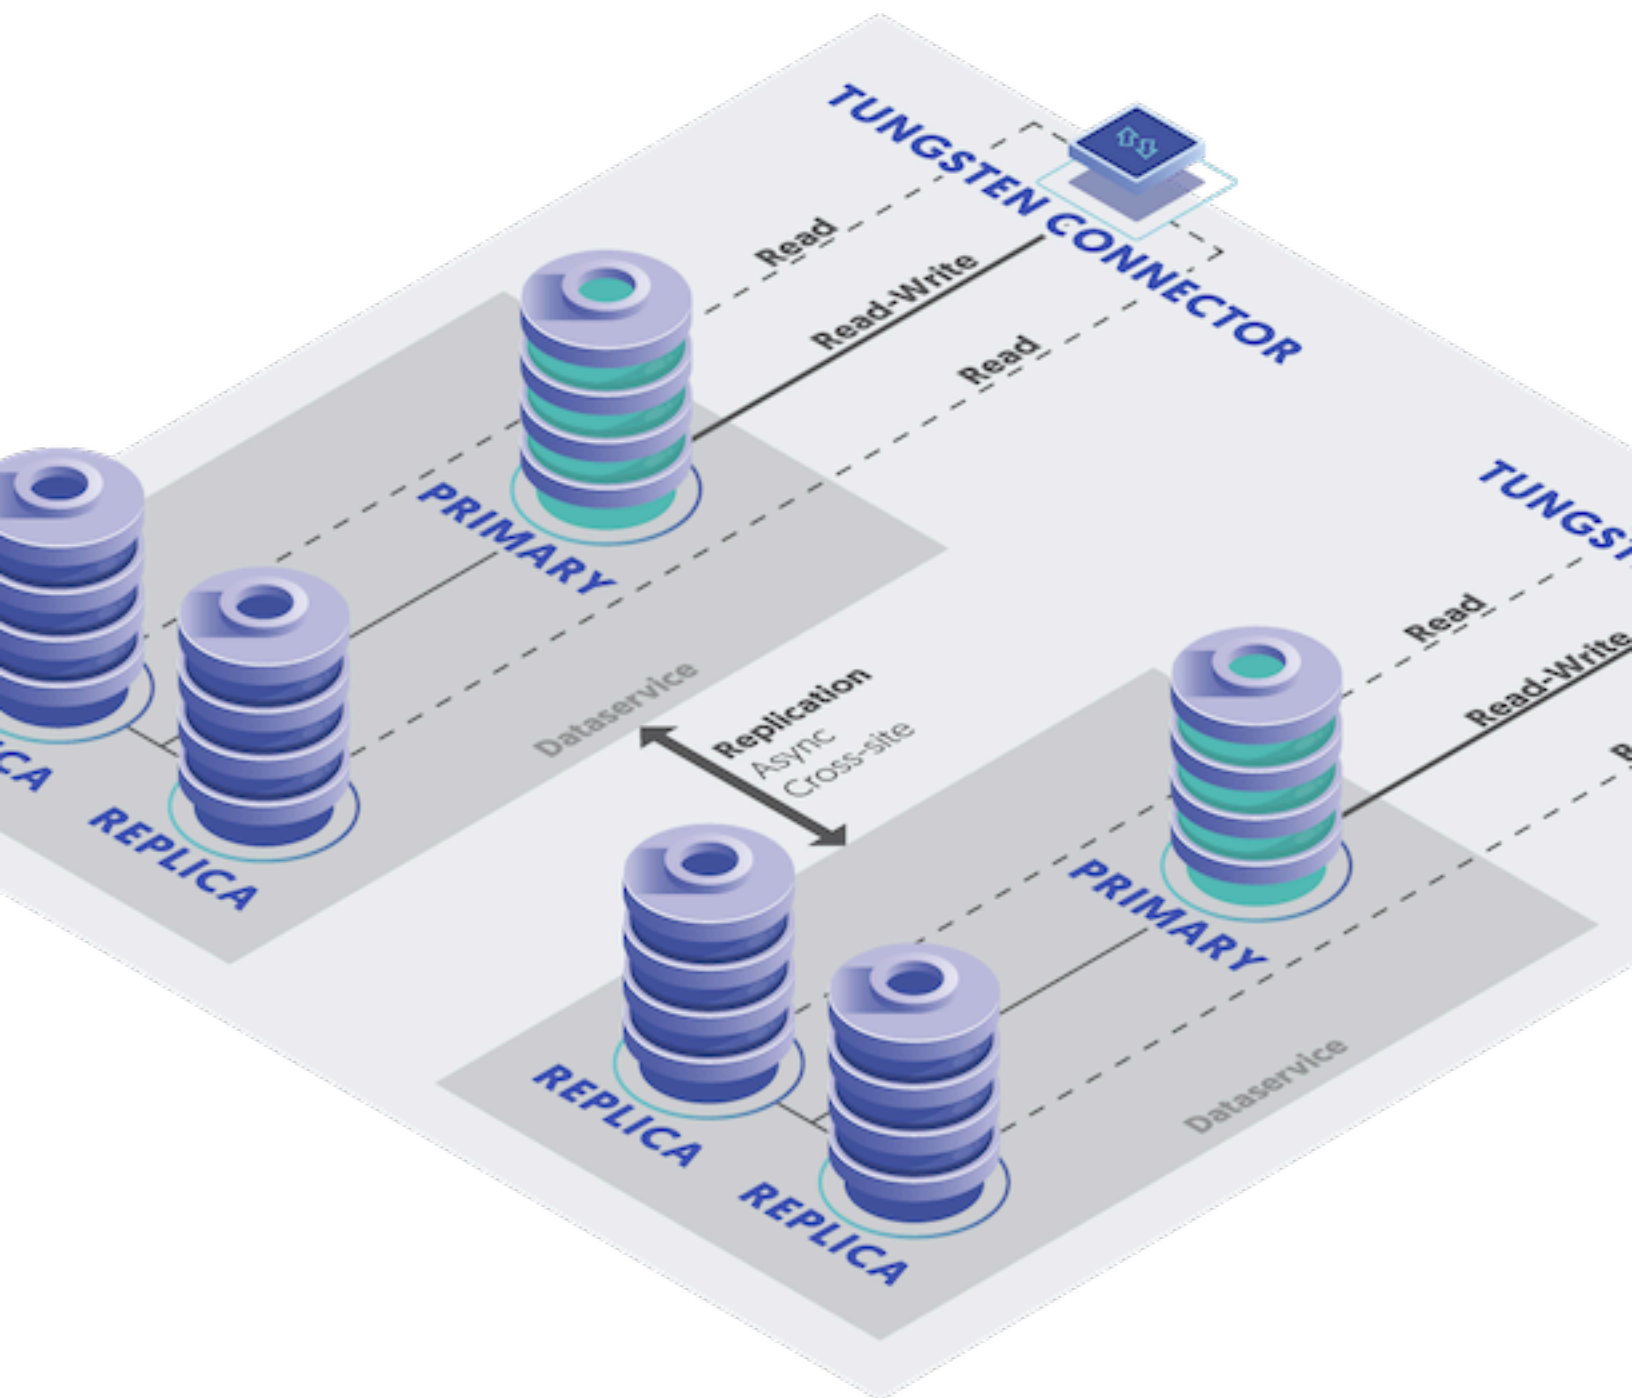 TUNGSTEN CONNECTOR
Read
Read-Write
Read
PRIMARY
REPLICA
Dataservice
Replication
Async
Cross-site
Read
Read-Write
PRIMARY
REPLICA
REPLICA
Dataservice